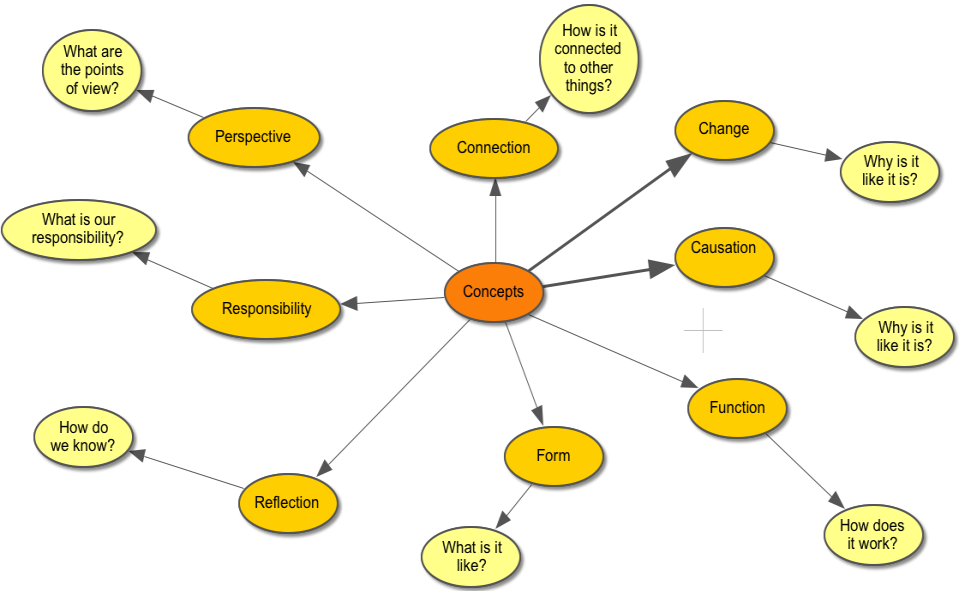 What are
the points
of view?
How is it
connected
to other
things?
Perspective
Connection
Change
Why is it
like it is?
What is our
responsibility?
Causation
Responsibility
Concepts
Why is it
like it is?
How do
we know?
Function
Form
Reflection
What is it
like?
How does
it work?